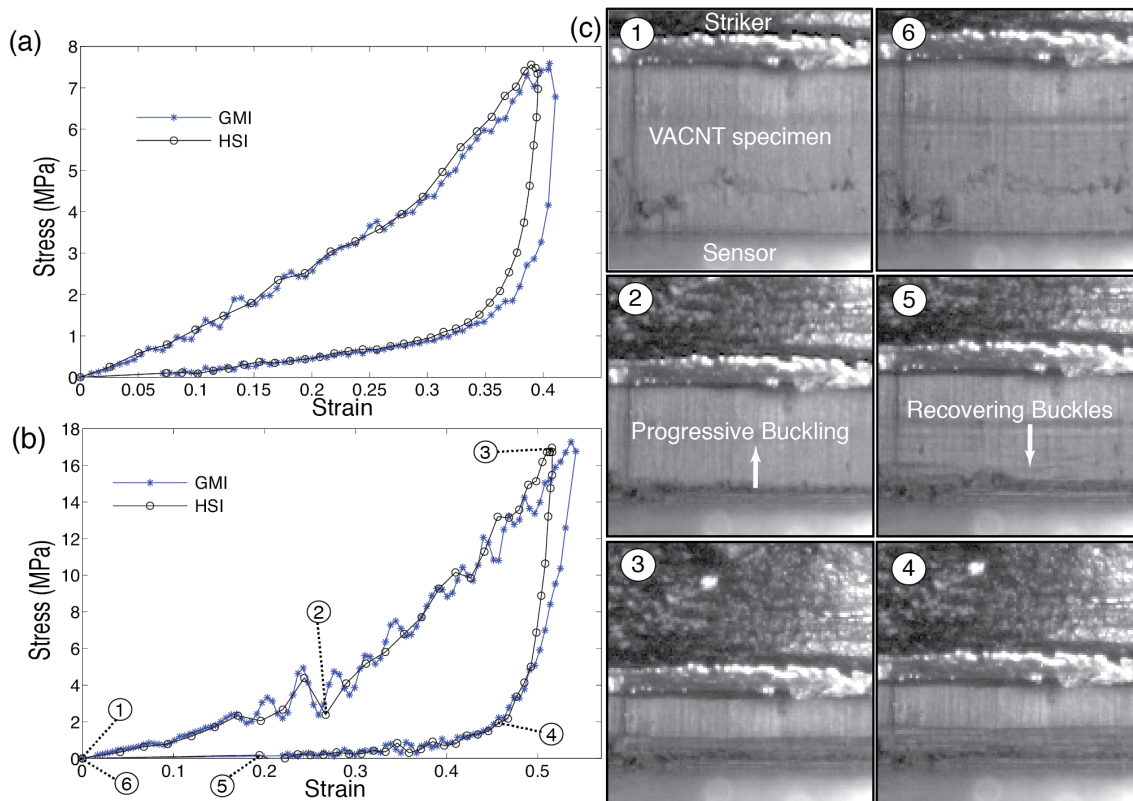 (a)
8
7
6
5
4
3
2
1
0
Stress (MPa)
GMI
HSI
0 0.05 0.1 0.15 0.2 0.25 0.3 0.35 0.4
Strain
(b)
18
16
14
12
10
8
6
4
2
0
Stress (MPa)
GMI
HSI
3
2
1
6
5
4
0 0.1 0.2 0.3 0.4 0.5
Strain
(c)
1
Striker
VACNT specimen
Sensor
6
2
Progressive Buckling
5
Recovering Buckles
3
4